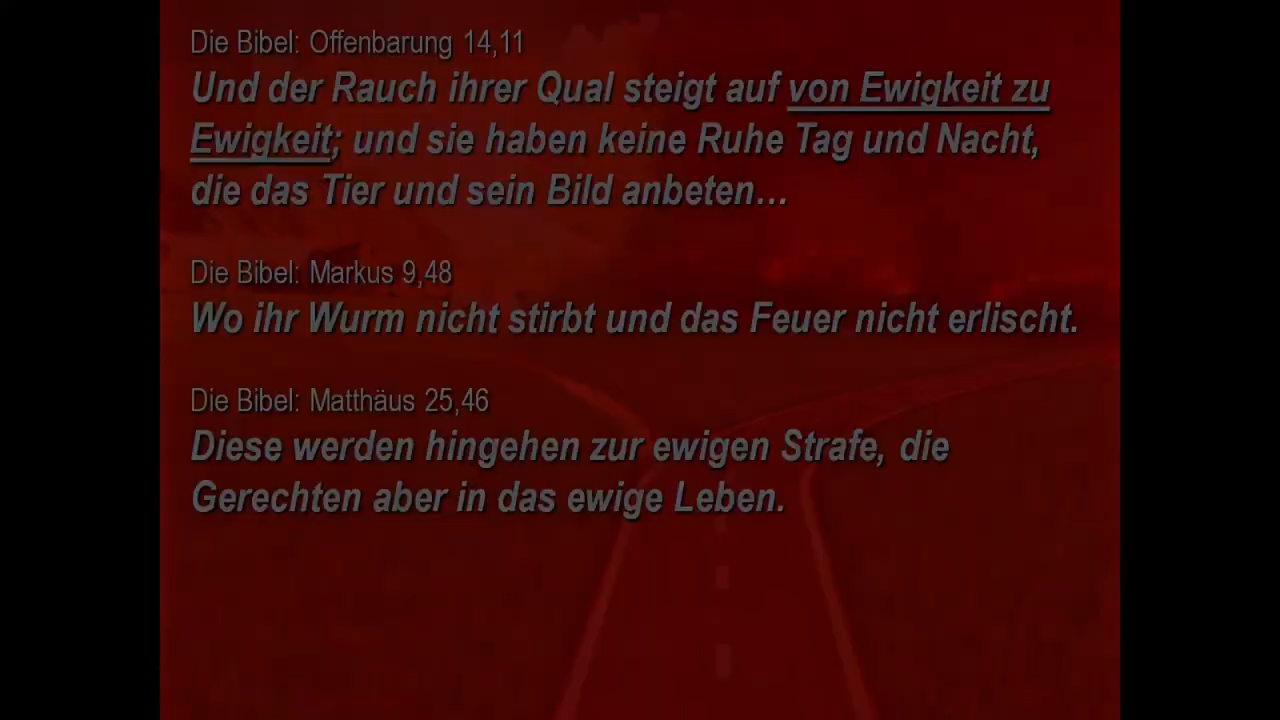 Die Bibel: Offenbarung 14,11
Und der Rauch ihrer Qual steigt auf von Ewigkeit zu
Ewigkeit; und sie haben keine Ruhe Tag und Nacht,
die das Tier und sein Bild anbeten…
Die Bibel: Markus 9,48
Wo ihr Wurm nicht stirbt und das Feuer nicht erlischt.
Die Bibel: Matthäus 25,46
Diese werden hingehen zur ewigen Strafe, die
Gerechten aber in das ewige Leben.